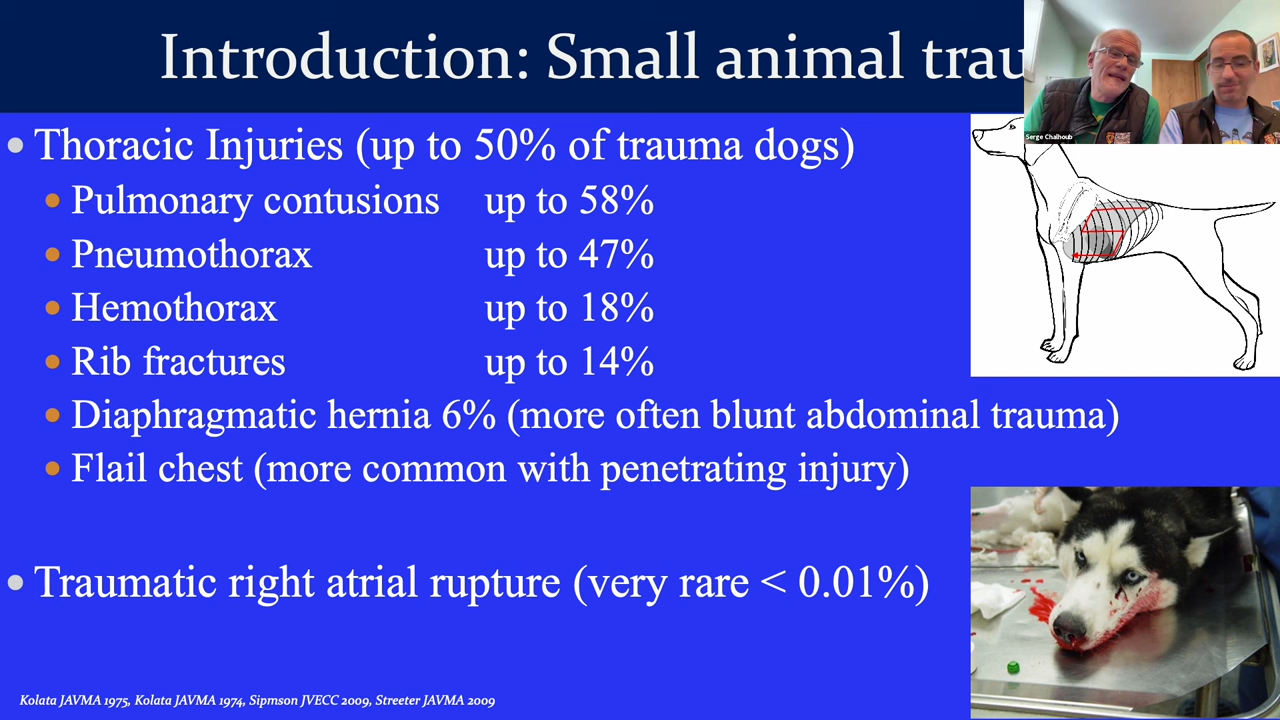 Introduction: Small animal trau
Serge Chalhoub
• Thoracic Injuries (up to 50% of trauma dogs)
• Pulmonary contusions up to 58%
• Pneumothorax up to 47%
• Hemothorax up to 18%
• Rib fractures up to 14%
• Diaphragmatic hernia 6% (more often blunt abdominal trauma)
• Flail chest (more common with penetrating injury)
• Traumatic right atrial rupture (very rare < 0.01%)
Kolata JAVMA 1975, Kolata JAVMA 1974, Sipmson JVECC 2009, Streeter JAVMA 2009